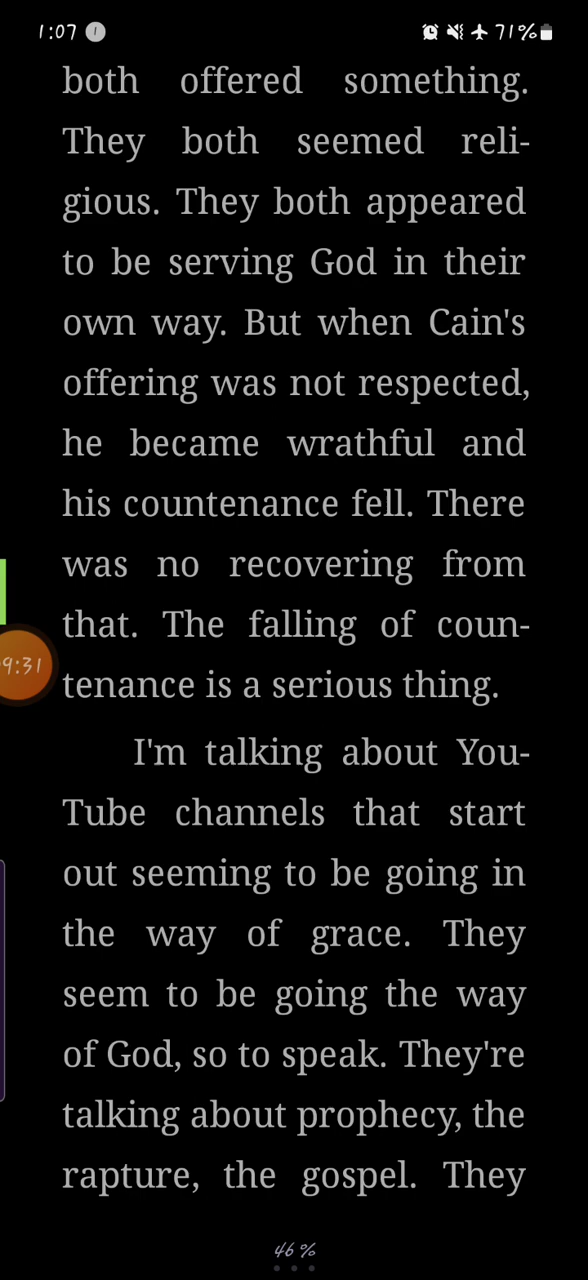 1:07
71%
both offered something.
They both seemed reli-
gious. They both appeared
to be serving God in their
own way. But when Cain's
offering was not respected,
he became wrathful and
his countenance fell. There
was no recovering from
that. The falling of coun-
9:31
tenance is a serious thing.
I'm talking about You-
Tube channels that start
out seeming to be going in
the way of grace. They
seem to be going the way
of God, so to speak. They're
talking about prophecy, the
rapture, the gospel. They
46%